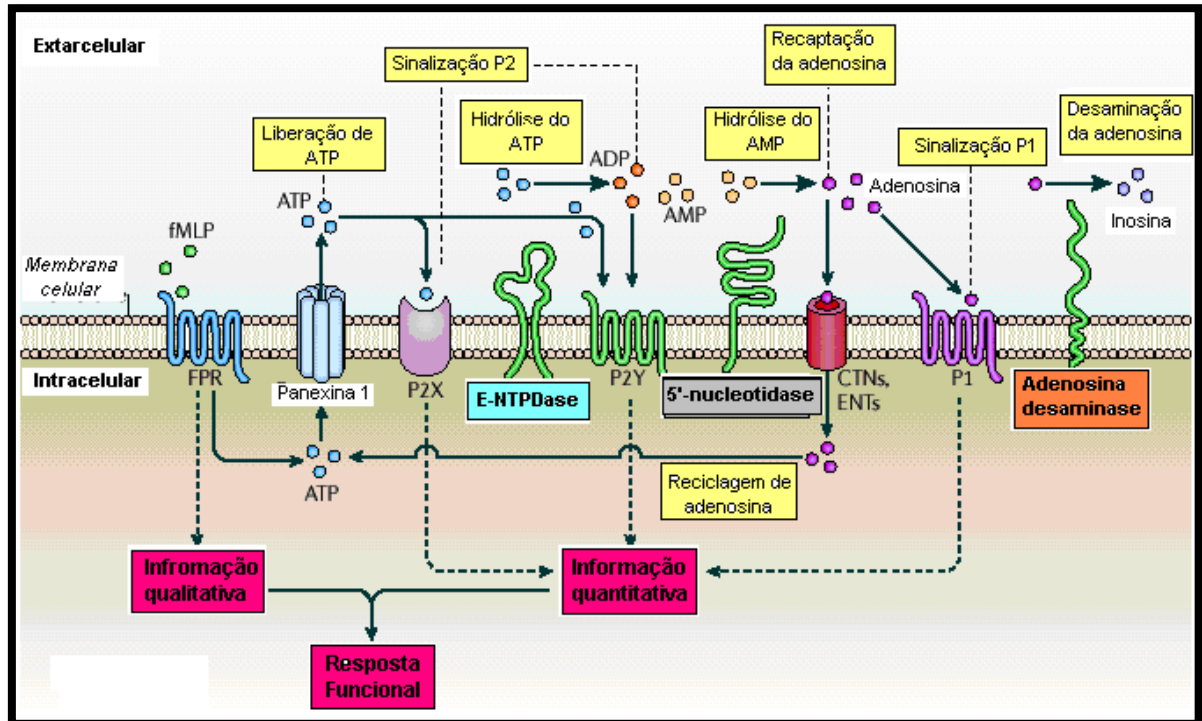 Extarcelular
Sinalização P2
Recaptação
da adenosina
Liberação de
ATP
Hidrólise do
ATP
Hidrólise do
AMP
Sinalização P1
Desaminação
da adenosina
ATP
ADP
AMP
Adenosina
Inosina
fMLP
Membrana
celular
Intracelular
FPR
Panexina 1
P2X
E-NTPDase
P2Y
5'-nucleotidase
CTNs,
ENTs
P1
Adenosina
desaminase
ATP
Reciclagem de
adenosina
Infromação
qualitativa
Informação
quantitativa
Resposta
Funcional